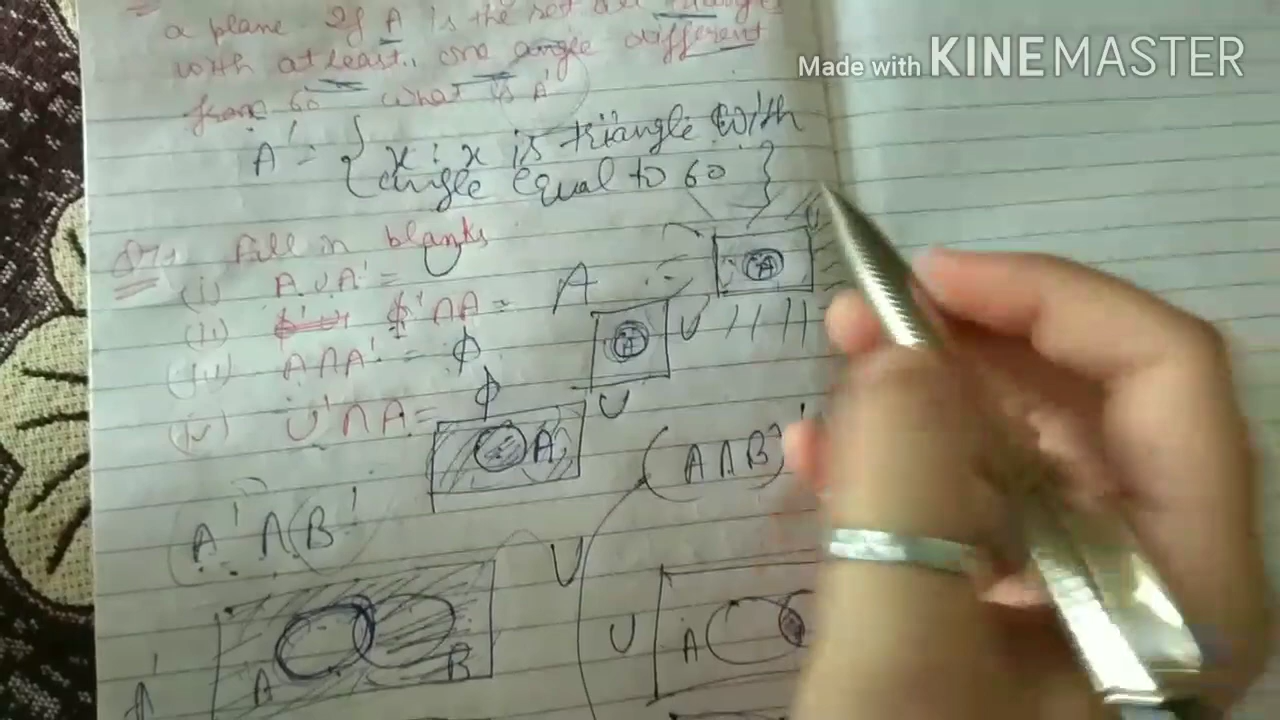 Made with KINEMASTER
a plane If A is the set
with at least one angle different
from 60 what is A'
A' = { x : x is triangle with
angle equal to 60 }
Fill in blanks
(i) A∪A' = U
(ii) ϕ'∩A = A
A∩A' = ϕ
(iv) U'∩A = ϕ
U
A
U
A
U
A
(A∩B)'
A'∩B'
U
A
B
U
A
A'